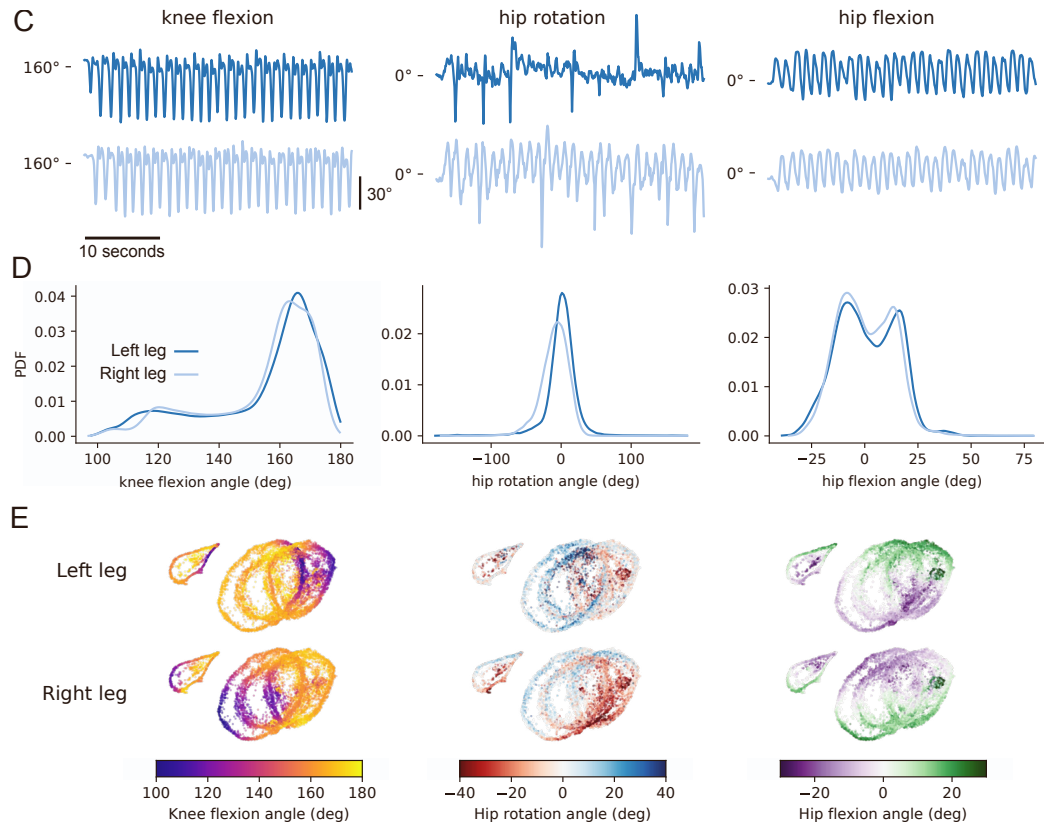 C
knee flexion
hip rotation
hip flexion
160°
0°
0°
160°
0°
0°
30°
10 seconds
D
PDF
0.04
0.03
0.02
0.01
0.00
Left leg
Right leg
100 120 140 160 180
knee flexion angle (deg)
0.02
0.01
0.00
−100 0 100
hip rotation angle (deg)
0.03
0.02
0.01
0.00
−25 0 25 50 75
hip flexion angle (deg)
E
Left leg
Right leg
100 120 140 160 180
Knee flexion angle (deg)
−40 −20 0 20 40
Hip rotation angle (deg)
−20 0 20
Hip flexion angle (deg)